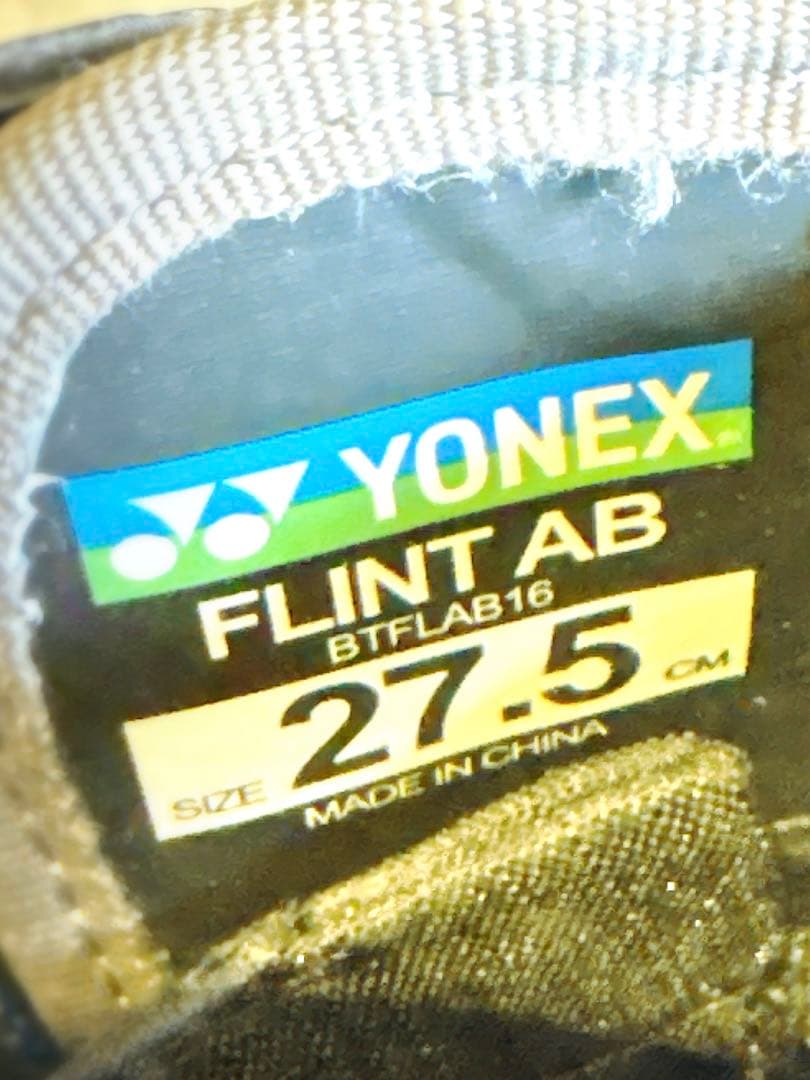 YONEX
FLINT AB
BTFLAB16
SIZE 27.5 CM
MADE IN CHINA